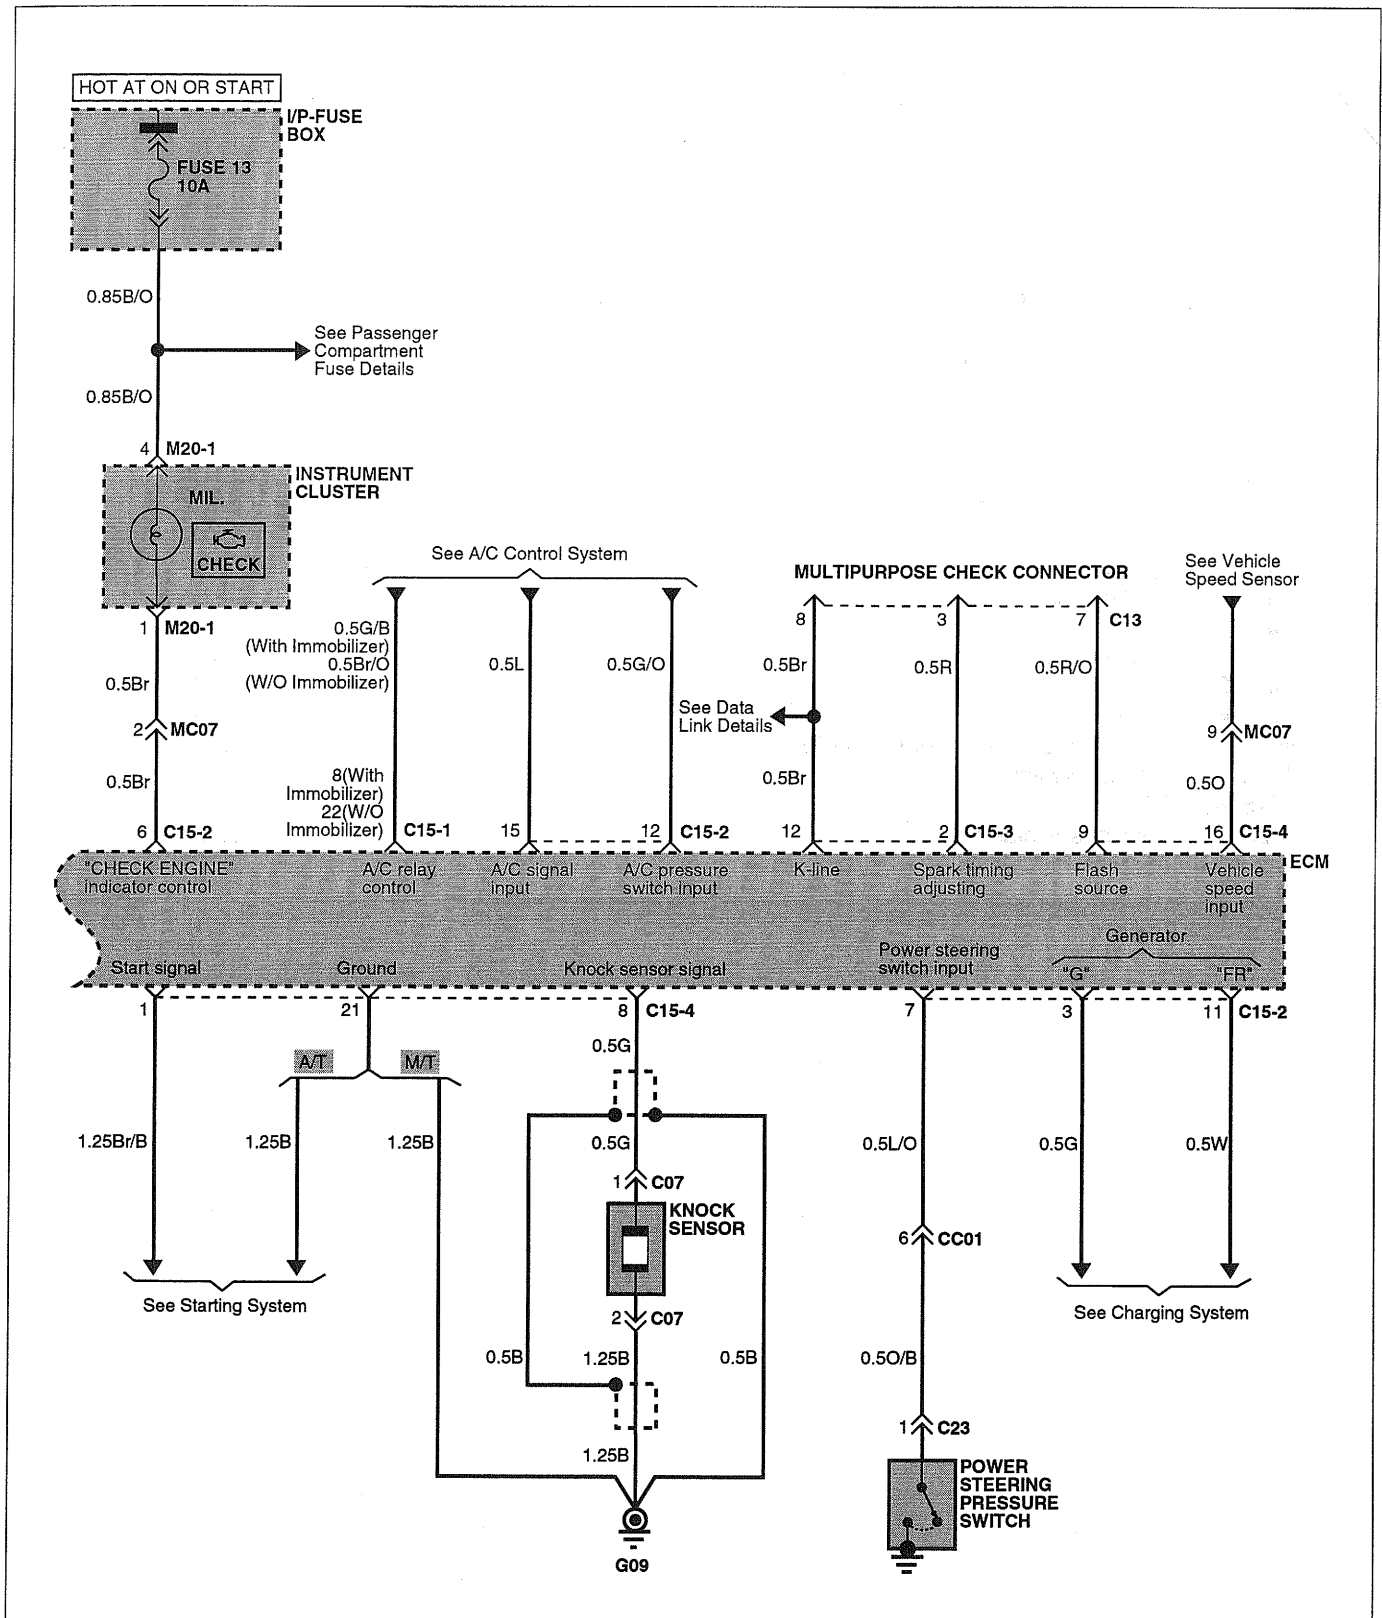 HOT AT ON OR START
I/P-FUSE
BOX
FUSE 13
10A
0.85B/O
See Passenger
Compartment
Fuse Details
0.85B/O
4 M20-1
INSTRUMENT
CLUSTER
MIL.
CHECK
1 M20-1
0.5Br
2 MC07
0.5Br
6 C15-2
See A/C Control System
0.5G/B
(With Immobilizer)
0.5Br/O
(W/O Immobilizer)
0.5L
0.5G/O
8(With
Immobilizer)
22(W/O
Immobilizer)
C15-1
15
12 C15-2
MULTIPURPOSE CHECK CONNECTOR
8 3 7 C13
0.5Br
0.5R
0.5R/O
See Data
Link Details
0.5Br
12 2 C15-3
9
See Vehicle
Speed Sensor
9 MC07
0.5O
16 C15-4
ECM
"CHECK ENGINE"
indicator control
A/C relay
control
A/C signal
input
A/C pressure
switch input
K-line
Spark timing
adjusting
Flash
source
Vehicle
speed
input
Start signal
Ground
Knock sensor signal
Power steering
switch input
Generator
"G"
"FR"
1 21 8 C15-4
7 3 11 C15-2
A/T
M/T
1.25Br/B
1.25B
1.25B
See Starting System
0.5G
0.5G
1 C07
KNOCK
SENSOR
2 C07
0.5B
1.25B
0.5B
1.25B
G09
0.5L/O
6 CC01
0.5O/B
1 C23
POWER
STEERING
PRESSURE
SWITCH
0.5G
0.5W
See Charging System